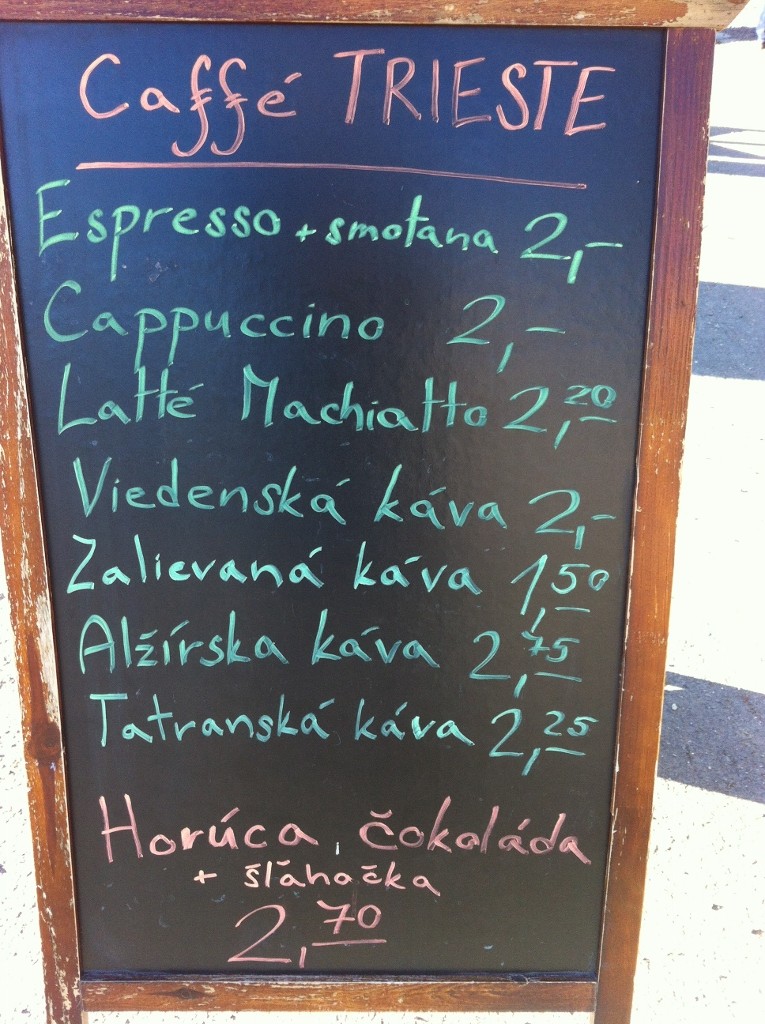 Caffé TRIESTE
Espresso + smotana 2,-
Cappuccino 2,-
Latté Machiatto 2,20
Viedenská káva 2,-
Zalievaná káva 1,50
Alžírska káva 2,75
Tatranská káva 2,25
Horúca čokoláda
+ šľahačka
2,70